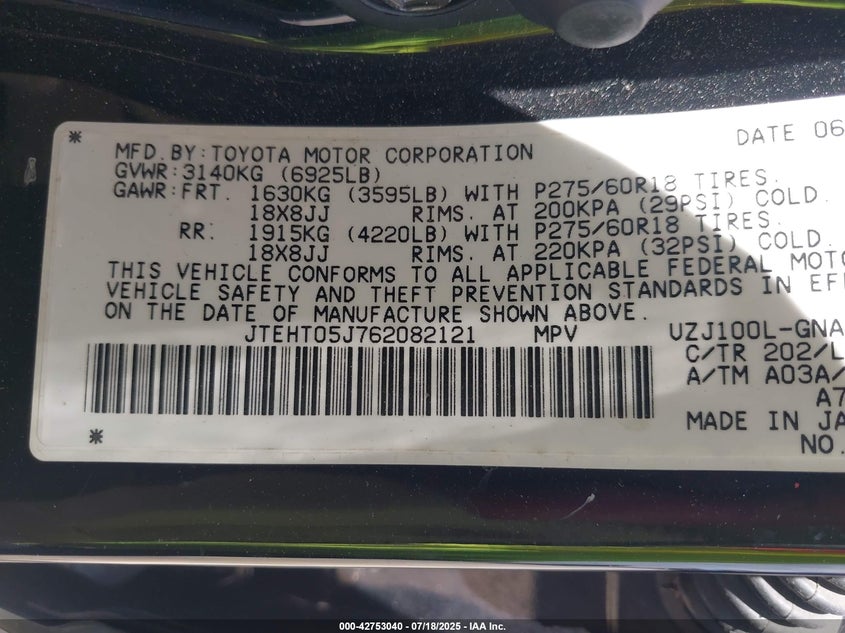 DATE 06
MFD.BY:TOYOTA MOTOR CORPORATION
GVWR:3140KG (6925LB)
GAWR:FRT. 1630KG (3595LB) WITH P275/60R18 TIRES.
18X8JJ RIMS. AT 200KPA (29PSI) COLD.
RR: 1915KG (4220LB) WITH P275/60R18 TIRES.
18X8JJ RIMS. AT 220KPA (32PSI) COLD.
THIS VEHICLE CONFORMS TO ALL APPLICABLE FEDERAL MOTO
VEHICLE SAFETY AND THEFT PREVENTION STANDARDS IN EFF
ON THE DATE OF MANUFACTURE SHOWN ABOVE.
JTEHT05J762082121 MPV UZJ100L-GNA
C/TR 202/L
A/TM A03A/
A7
MADE IN JA
NO.
000-42753040 - 07/18/2025 - IAA Inc.